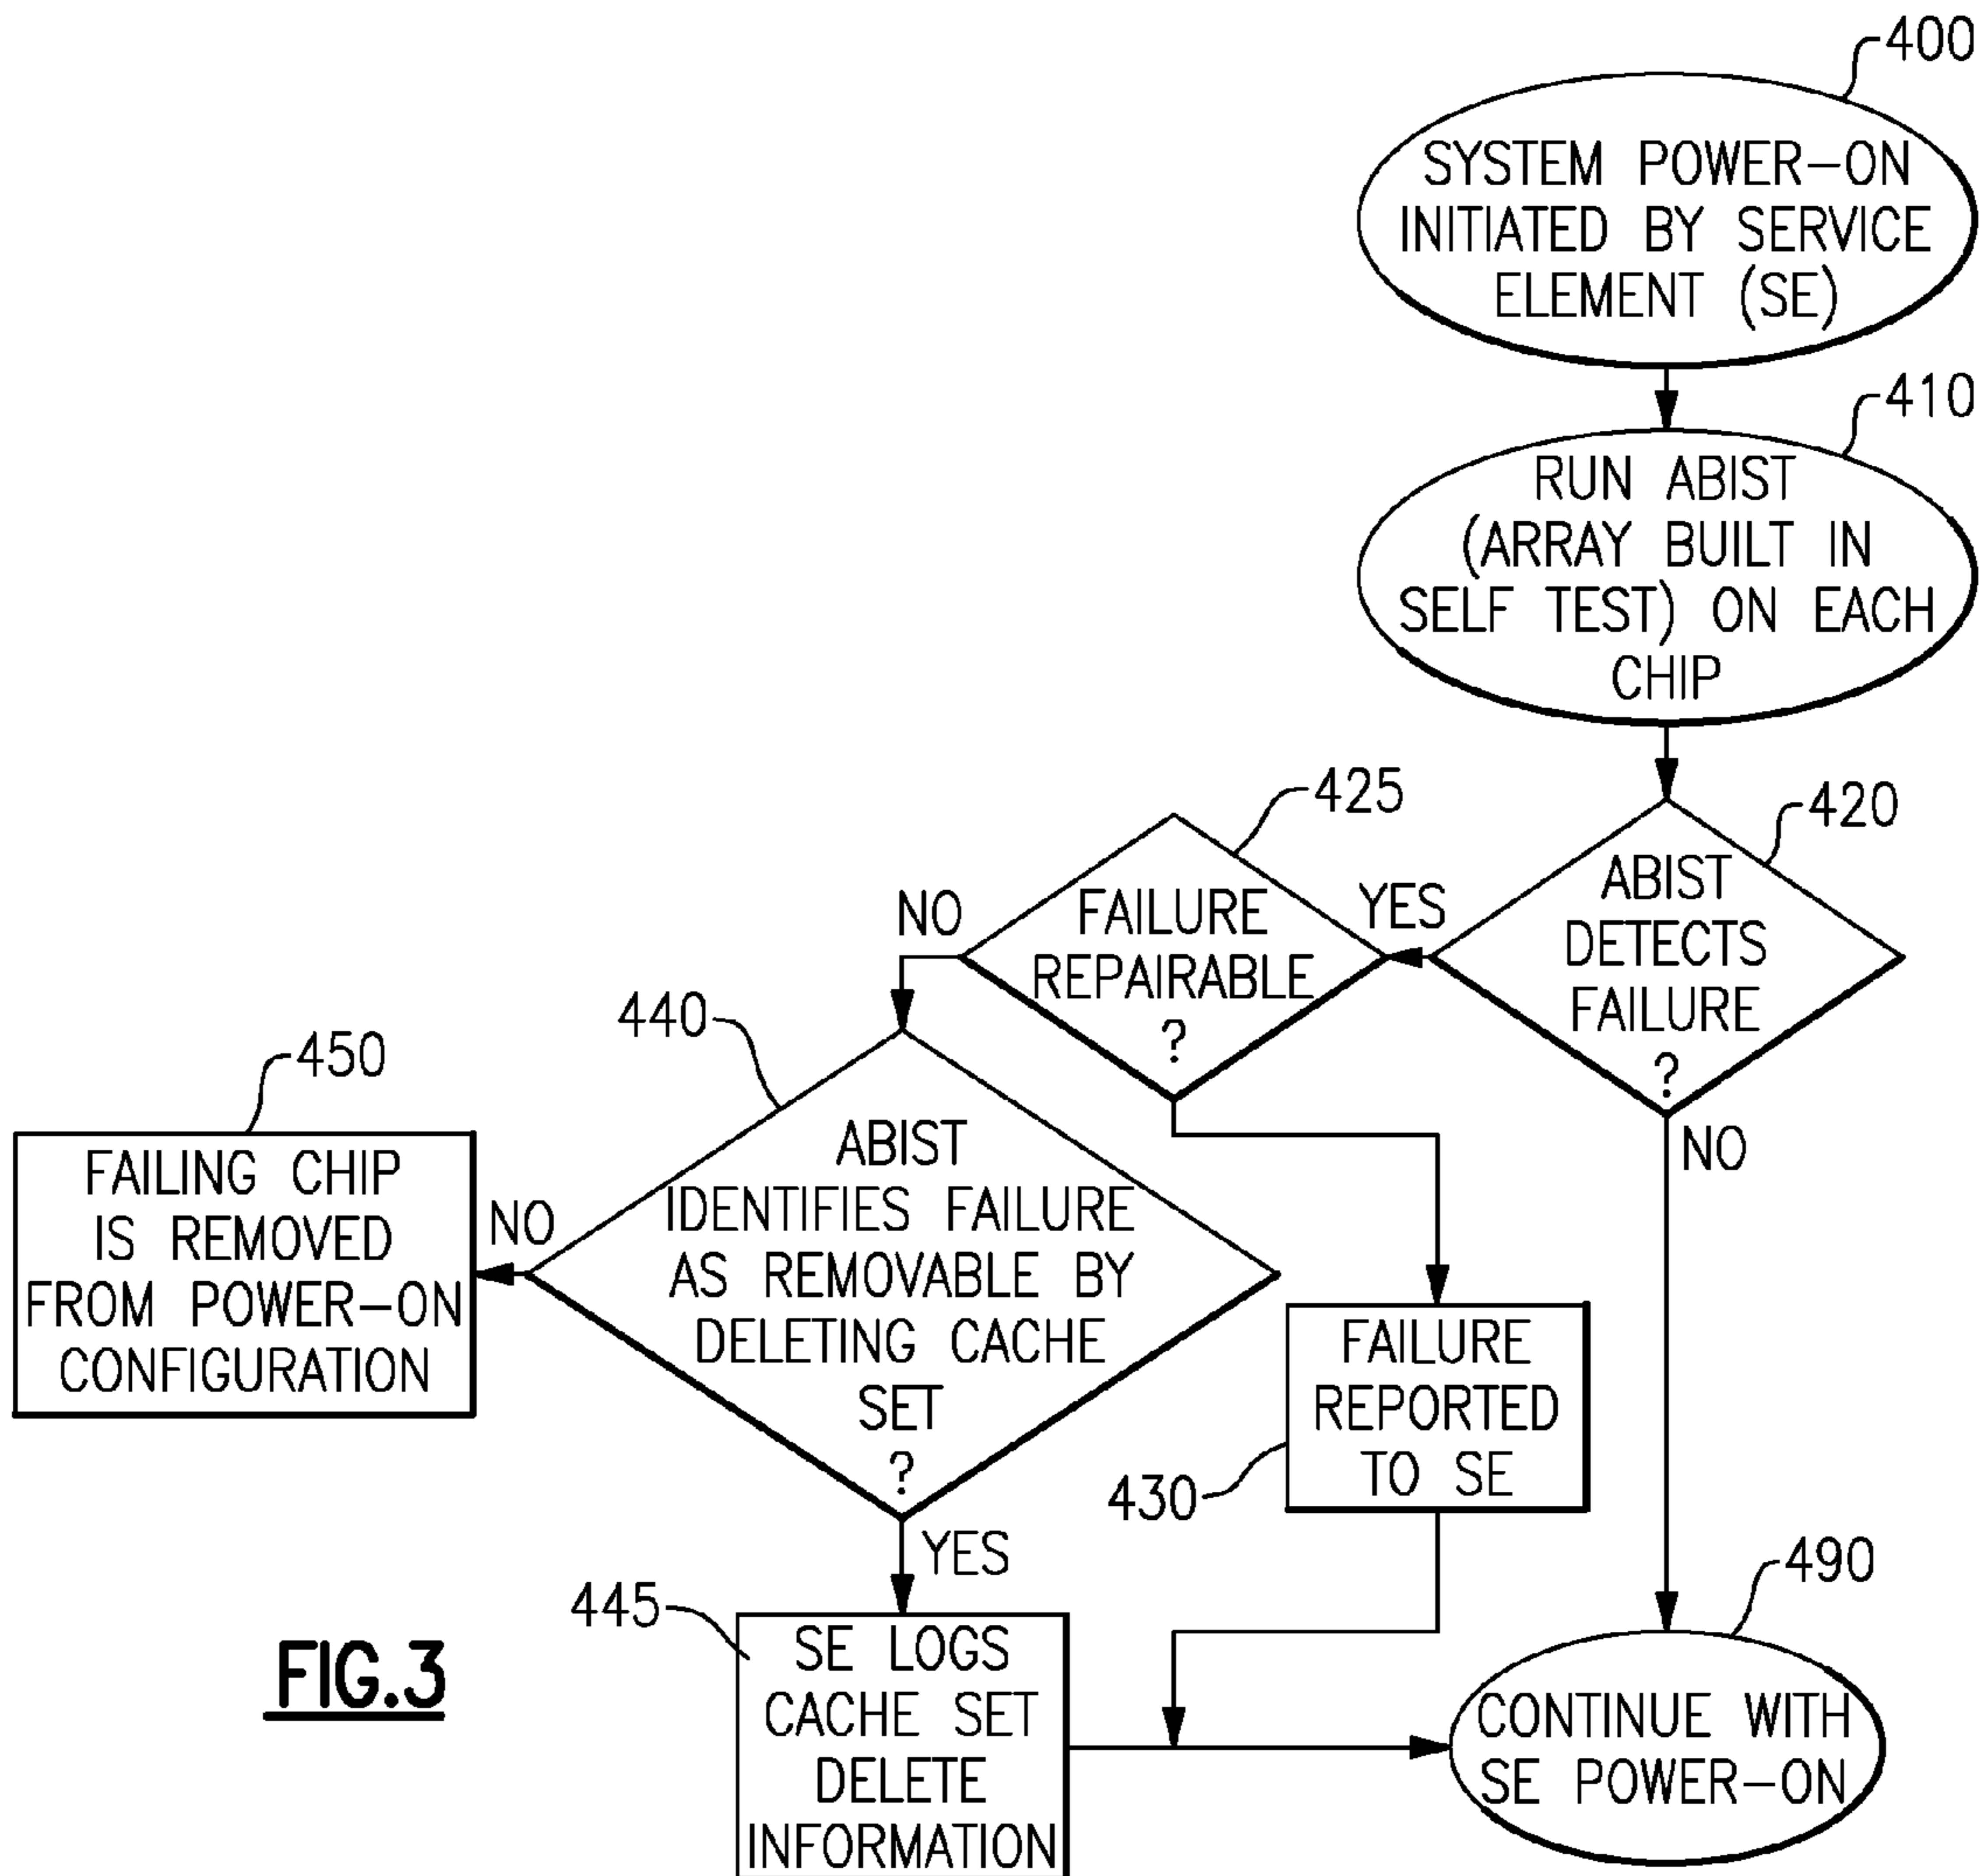 400
SYSTEM POWER-ON
INITIATED BY SERVICE
ELEMENT (SE)
410
RUN ABIST
(ARRAY BUILT IN
SELF TEST) ON EACH
CHIP
420
ABIST
DETECTS
FAILURE
?
YES
NO
425
FAILURE
REPAIRABLE
?
NO
440
ABIST
IDENTIFIES FAILURE
AS REMOVABLE BY
DELETING CACHE
SET
?
NO
YES
450
FAILING CHIP
IS REMOVED
FROM POWER-ON
CONFIGURATION
FAILURE
REPORTED
TO SE
430
445
SE LOGS
CACHE SET
DELETE
INFORMATION
490
CONTINUE WITH
SE POWER-ON
FIG.3